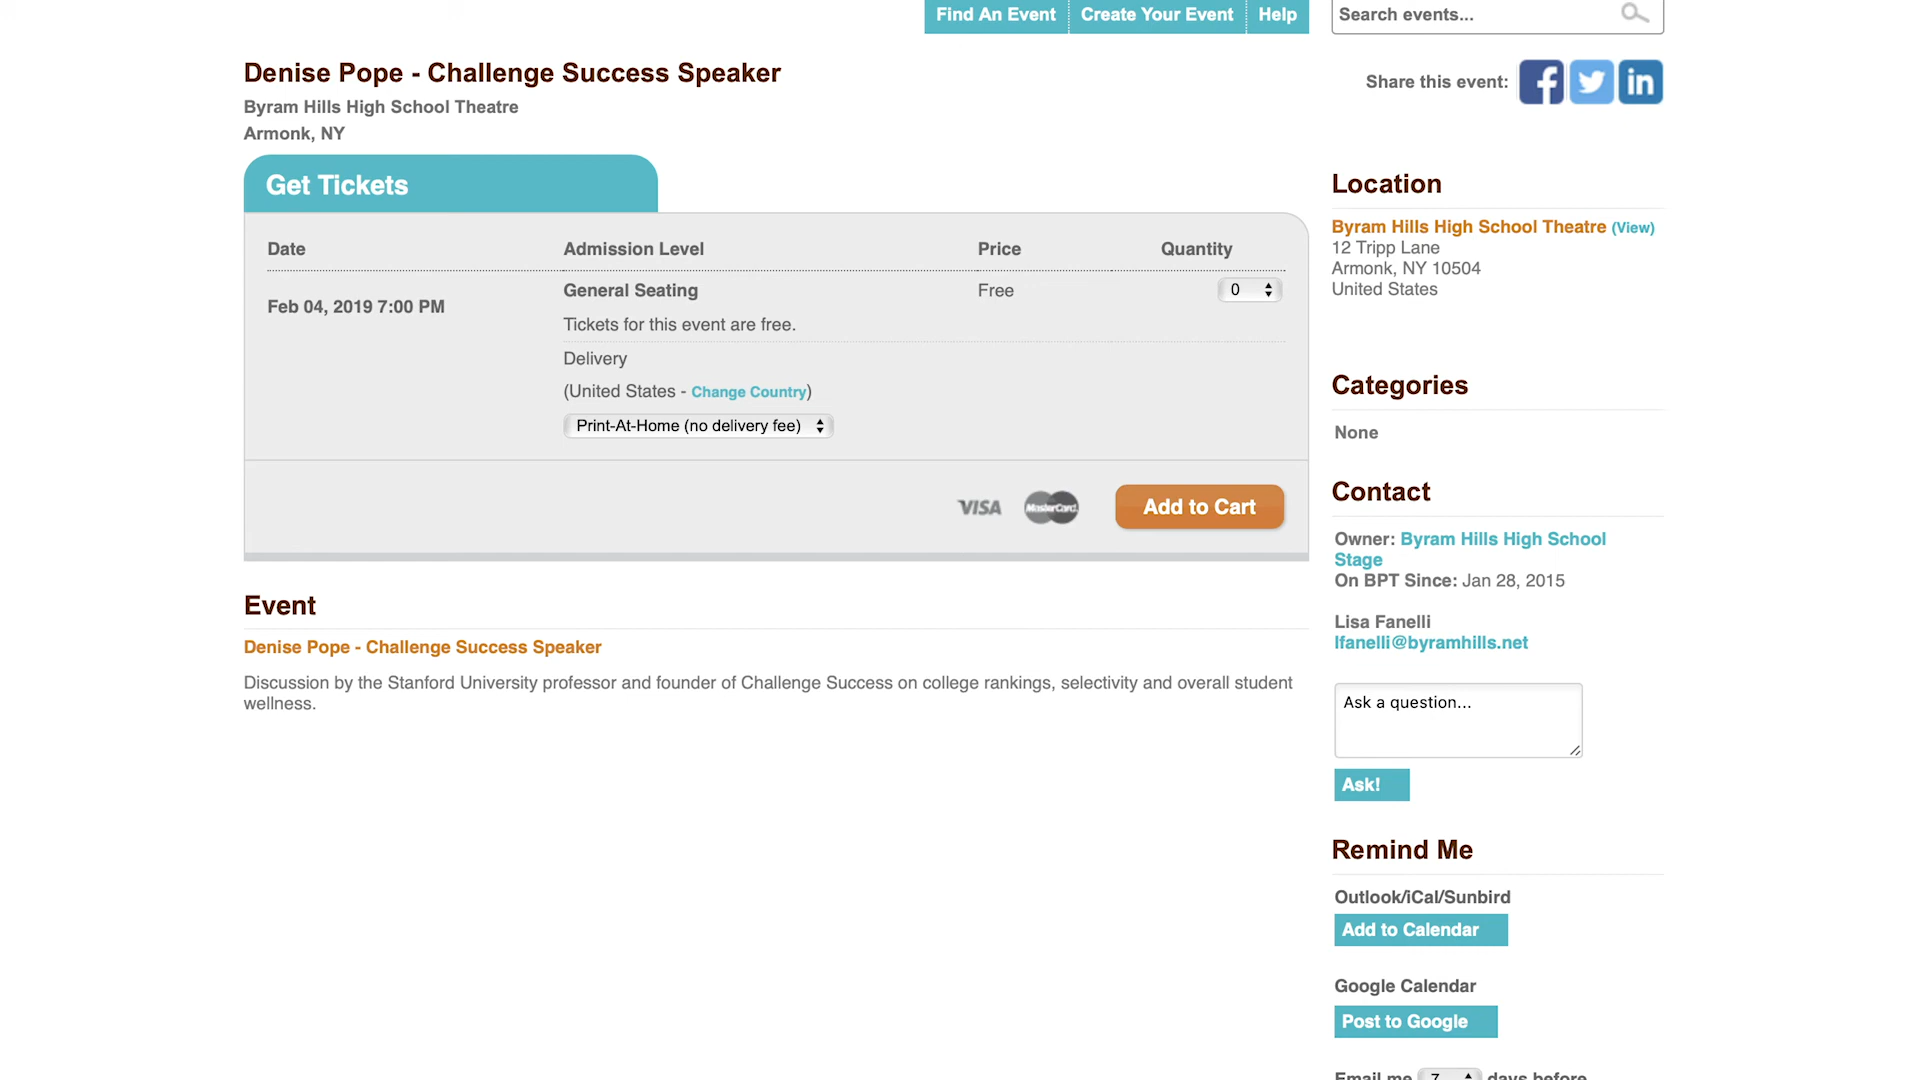 Find An Event Create Your Event Help
Search events...
Denise Pope - Challenge Success Speaker
Byram Hills High School Theatre
Armonk, NY
Share this event:
Get Tickets
Date Admission Level Price Quantity
Feb 04, 2019 7:00 PM
General Seating Free 0
Tickets for this event are free.
Delivery
(United States - Change Country)
Print-At-Home (no delivery fee)
VISA MasterCard Add to Cart
Event
Denise Pope - Challenge Success Speaker
Discussion by the Stanford University professor and founder of Challenge Success on college rankings, selectivity and overall student
wellness.
Location
Byram Hills High School Theatre (View)
12 Tripp Lane
Armonk, NY 10504
United States
Categories
None
Contact
Owner: Byram Hills High School
Stage
On BPT Since: Jan 28, 2015
Lisa Fanelli
lfanelli@byramhills.net
Ask a question...
Ask!
Remind Me
Outlook/iCal/Sunbird
Add to Calendar
Google Calendar
Post to Google
Email me 7 days before